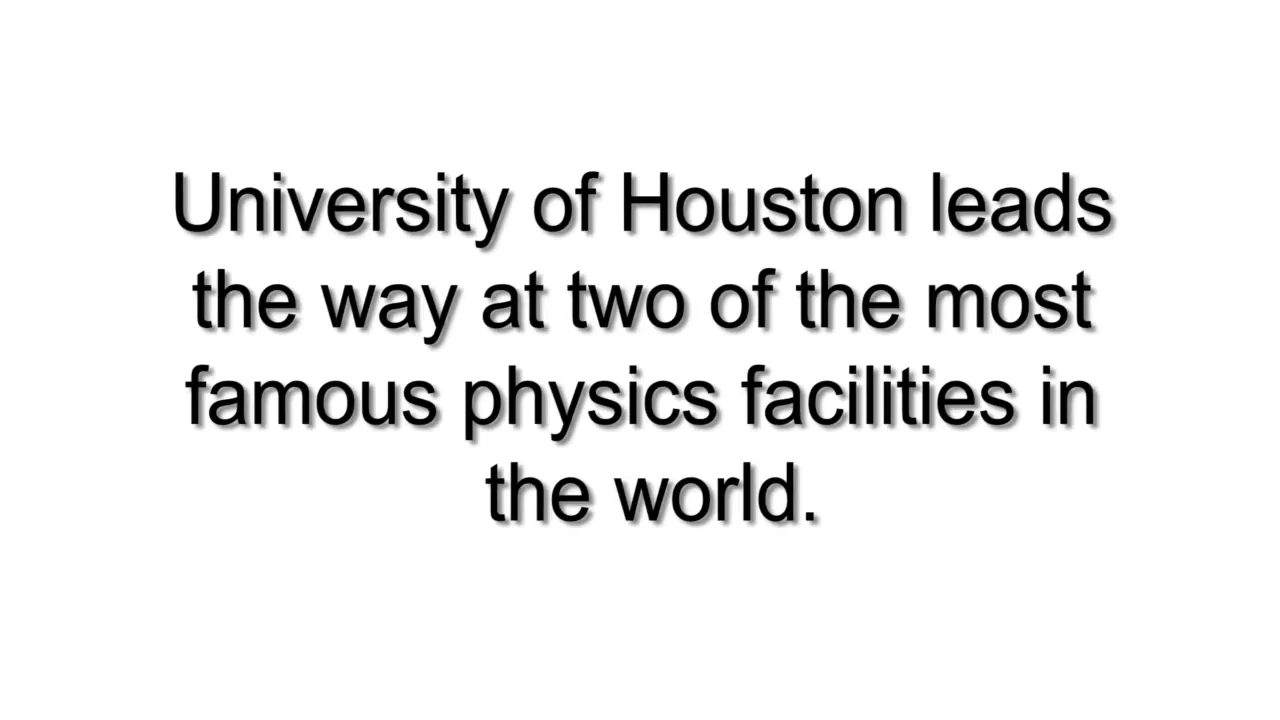 University of Houston leads
the way at two of the most
famous physics facilities in
the world.